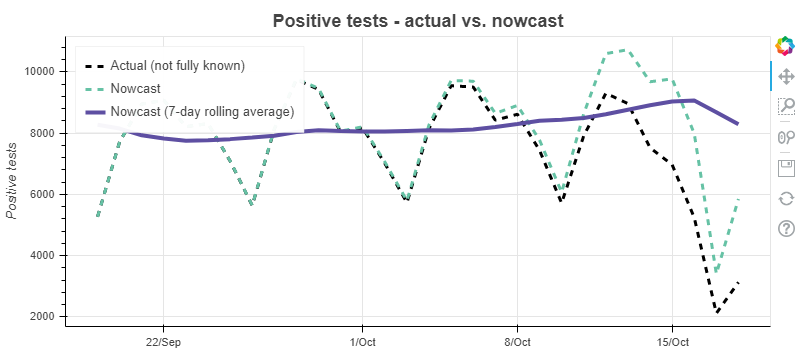 Positive tests - actual vs. nowcast
Actual (not fully known)
Nowcast
Nowcast (7-day rolling average)
Positive tests
10000
8000
6000
4000
2000
22/Sep
1/Oct
8/Oct
15/Oct